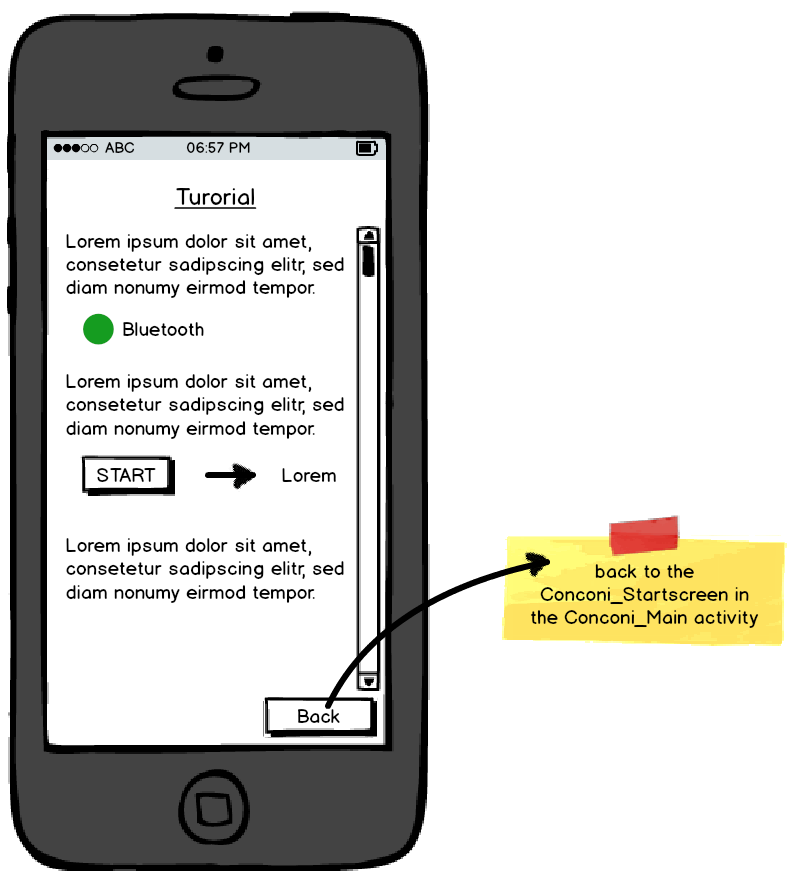 ABC 06:57 PM
Turorial
Lorem ipsum dolor sit amet,
consetetur sadipscing elitr, sed
diam nonumy eirmod tempor.
Bluetooth
Lorem ipsum dolor sit amet,
consetetur sadipscing elitr, sed
diam nonumy eirmod tempor.
START Lorem
Lorem ipsum dolor sit amet,
consetetur sadipscing elitr, sed
diam nonumy eirmod tempor.
Back
back to the
Conconi_Startscreen in
the Conconi_Main activity